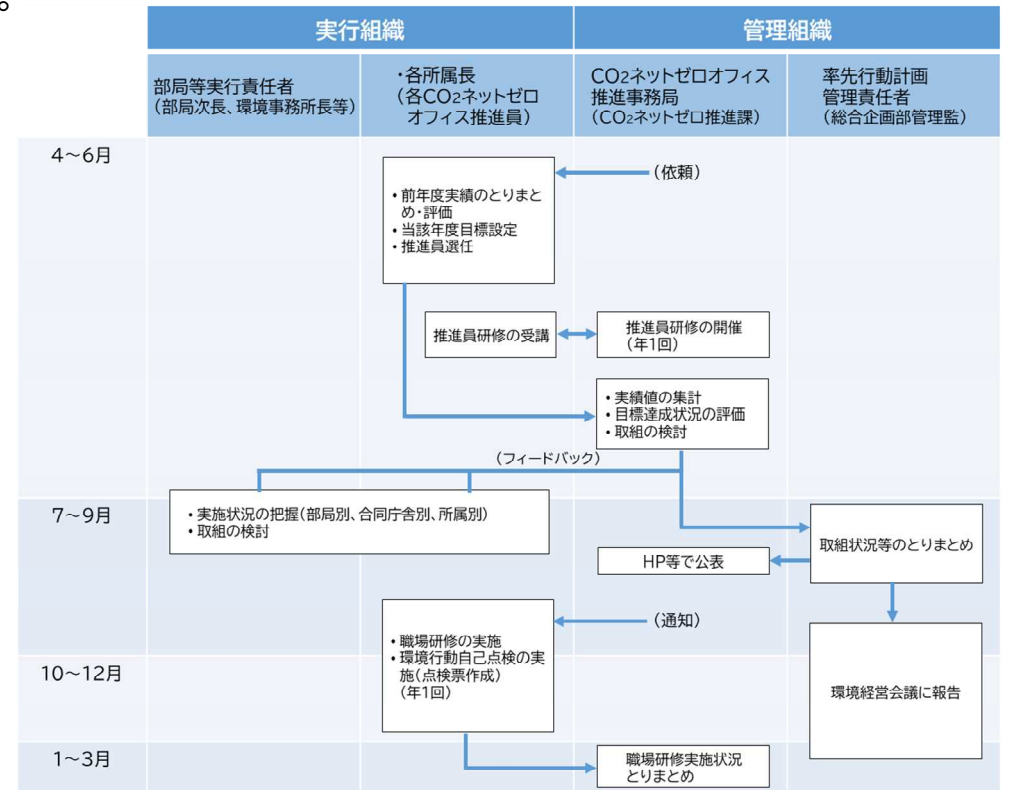 。
実行組織
管理組織
部局等実行責任者
(部局次長、環境事務所長等)
・各所属長
(各CO2ネットゼロ
オフィス推進員)
CO2ネットゼロオフィス
推進事務局
(CO2ネットゼロ推進課)
率先行動計画
管理責任者
(総合企画部管理監)
4~6月
(依頼)
・前年度実績のとりまと
め・評価
・当該年度目標設定
・推進員選任
推進員研修の受講
推進員研修の開催
(年1回)
・実績値の集計
・目標達成状況の評価
・取組の検討
(フィードバック)
7~9月
・実施状況の把握(部局別、合同庁舎別、所属別)
・取組の検討
取組状況等のとりまとめ
HP等で公表
(通知)
・職場研修の実施
・環境行動自己点検の実
施(点検票作成)
(年1回)
10~12月
環境経営会議に報告
1~3月
職場研修実施状況
とりまとめ